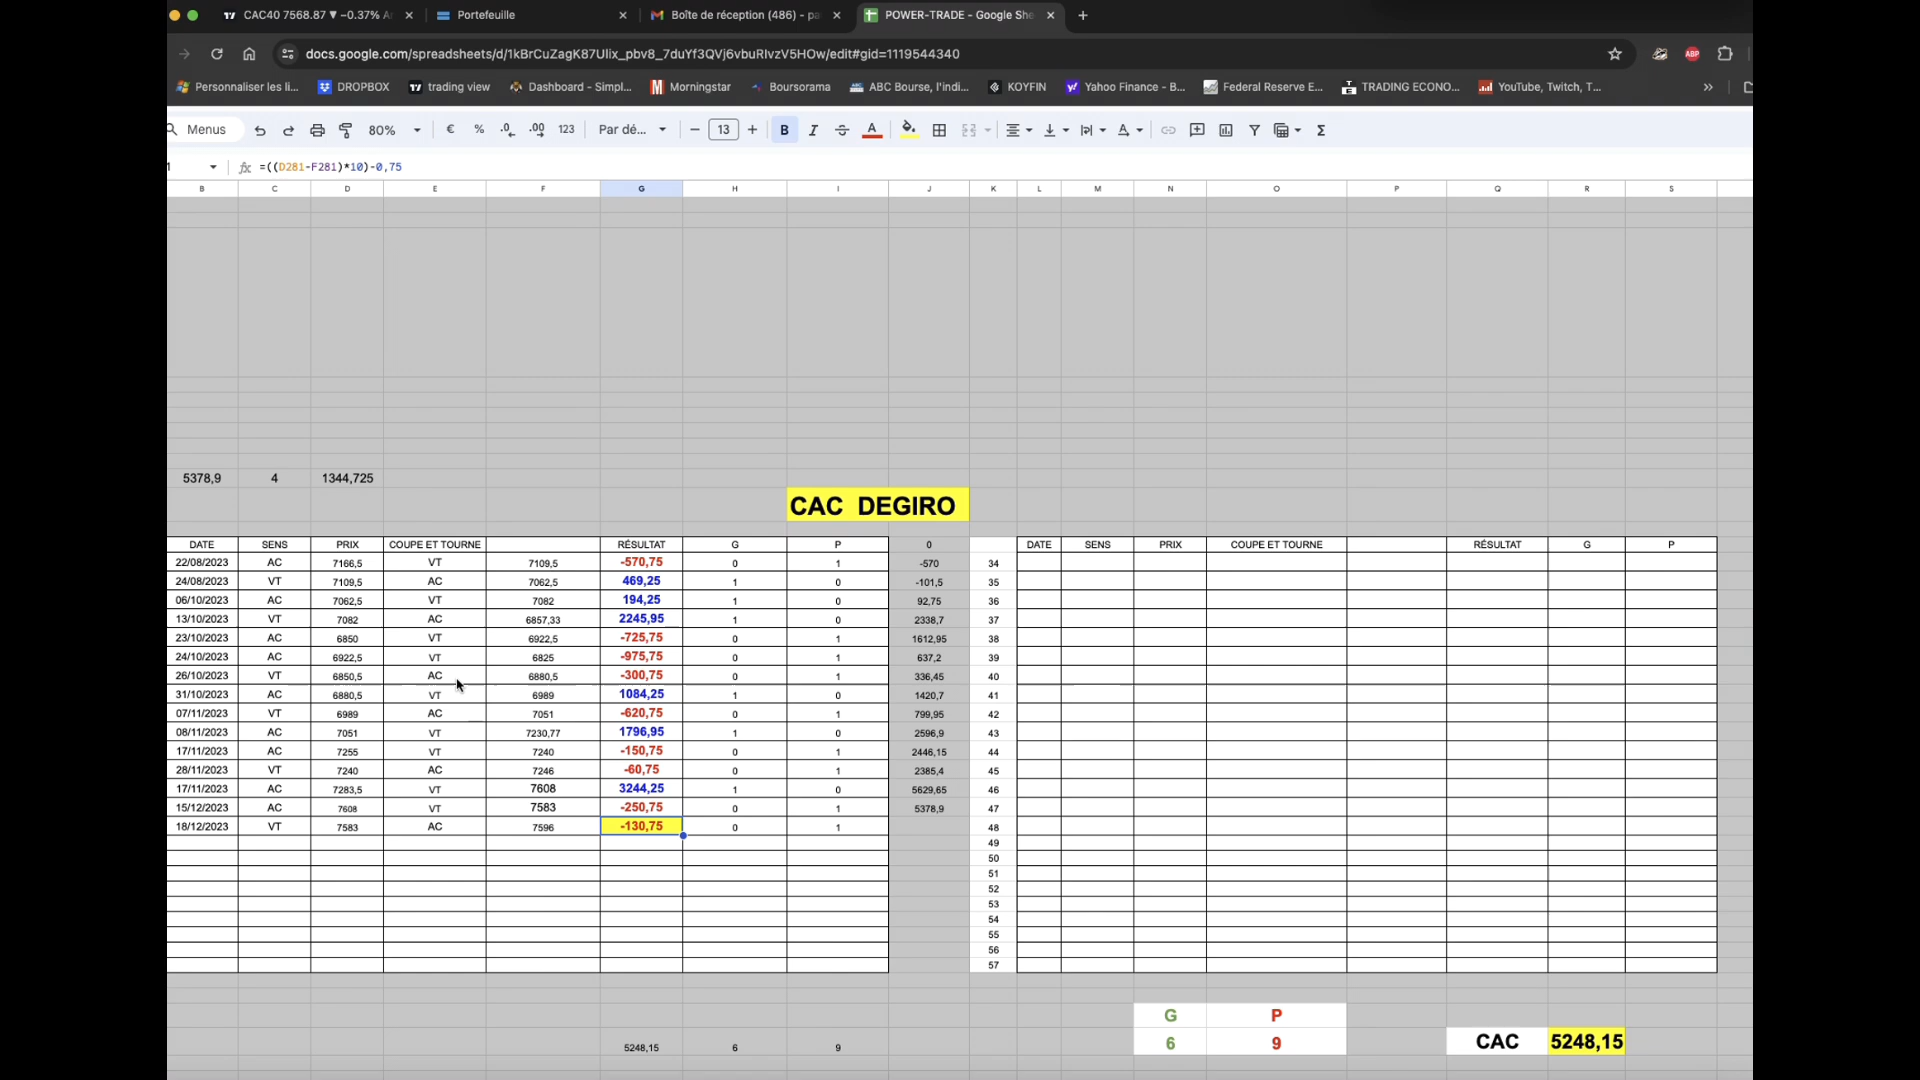 CAC40 7568.87 ▼ −0.37% A
Portefeuille
Boîte de réception (486) - pa
POWER-TRADE - Google She
docs.google.com/spreadsheets/d/1kBrCuZagK87Ulix_pbv8_7duYf3QVj6vbuRIvzV5HOw/edit#gid=1119544340
Personnaliser les li...
DROPBOX
trading view
Dashboard - Simpl...
Morningstar
Boursorama
ABC Bourse, l'indi...
KOYFIN
Yahoo Finance - B...
Federal Reserve E...
TRADING ECONO...
YouTube, Twitch, T...
Menus 80% € % .0 .00 123 Par dé... 13 B I A Σ
=((D281-F281)*10)-0,75
B C D E F G H I J K L M N O P Q R S
5378,9 4 1344,725
CAC DEGIRO
DATE SENS PRIX COUPE ET TOURNE RÉSULTAT G P 0 DATE SENS PRIX COUPE ET TOURNE RÉSULTAT G P
22/08/2023 AC 7166,5 VT 7109,5 -570,75 0 1 -570 34
24/08/2023 VT 7109,5 AC 7062,5 469,25 1 0 -101,5 35
06/10/2023 AC 7062,5 VT 7082 194,25 1 0 92,75 36
13/10/2023 VT 7082 AC 6857,33 2245,95 1 0 2338,7 37
23/10/2023 AC 6850 VT 6922,5 -725,75 0 1 1612,95 38
24/10/2023 AC 6922,5 VT 6825 -975,75 0 1 637,2 39
26/10/2023 VT 6850,5 AC 6880,5 -300,75 0 1 336,45 40
31/10/2023 AC 6880,5 VT 6989 1084,25 1 0 1420,7 41
07/11/2023 VT 6989 AC 7051 -620,75 0 1 799,95 42
08/11/2023 AC 7051 VT 7230,77 1796,95 1 0 2596,9 43
17/11/2023 AC 7255 VT 7240 -150,75 0 1 2446,15 44
28/11/2023 VT 7240 AC 7246 -60,75 0 1 2385,4 45
17/11/2023 AC 7283,5 VT 7608 3244,25 1 0 5629,65 46
15/12/2023 AC 7608 VT 7583 -250,75 0 1 5378,9 47
18/12/2023 VT 7583 AC 7596 -130,75 0 1 48
49
50
51
52
53
54
55
56
57
G P
6 9
CAC 5248,15
5248,15 6 9